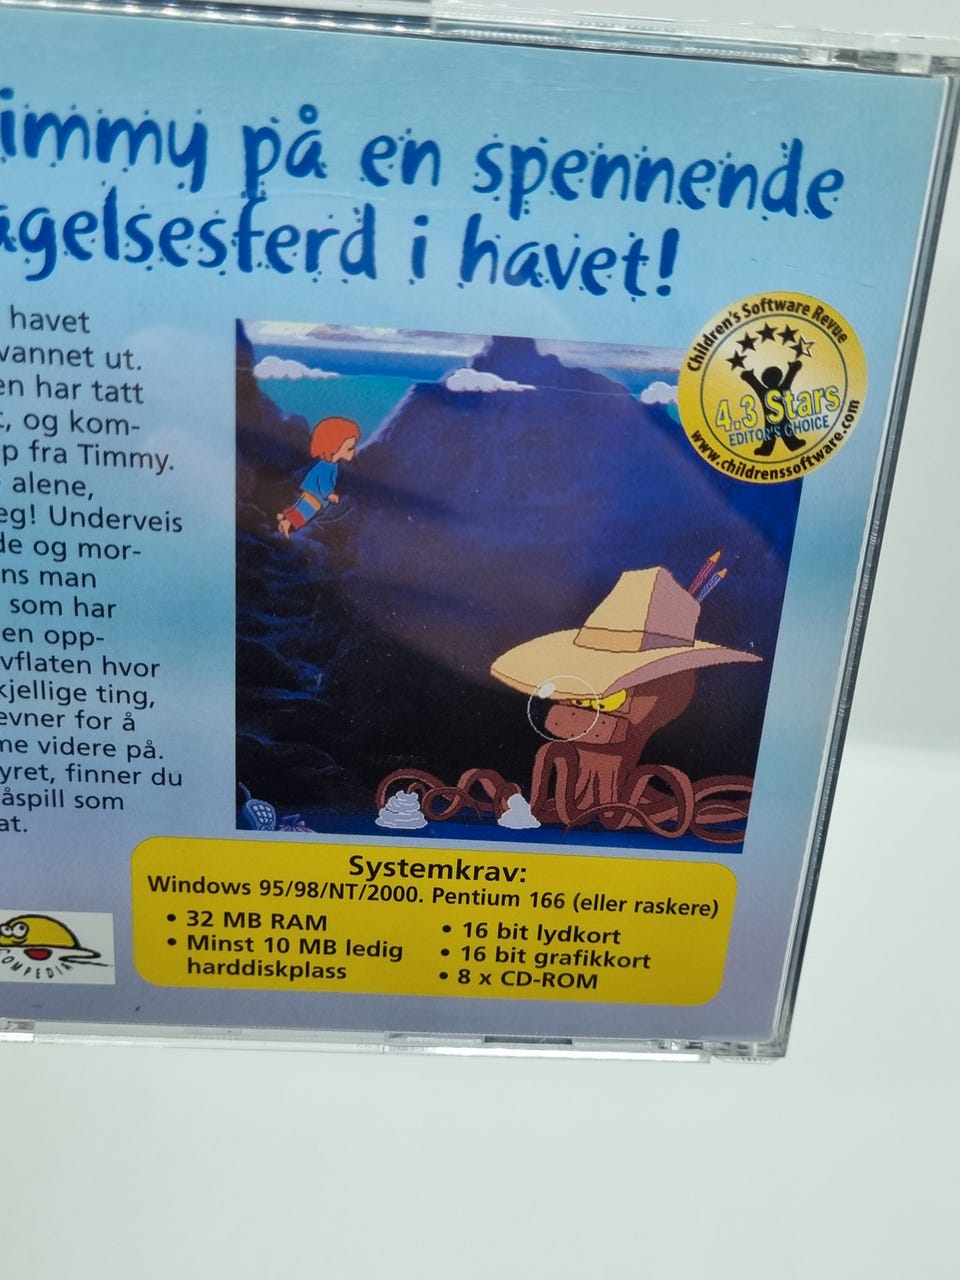 immy på en spennende
agelsesferd i havet!
havet
vannet ut.
en har tatt
t, og kom-
p fra Timmy.
alene,
eg! Underveis
de og mor-
ns man
som har
en opp-
vflaten hvor
kjellige ting,
evner for å
me videre på.
yret, finner du
åspill som
at.
Children's Software Revue
4.3 Stars
EDITOR'S CHOICE
www.childrenssoftware.com
Systemkrav:
Windows 95/98/NT/2000. Pentium 166 (eller raskere)
• 32 MB RAM
• Minst 10 MB ledig
harddiskplass
• 16 bit lydkort
• 16 bit grafikkort
• 8 x CD-ROM
COMPEDIA